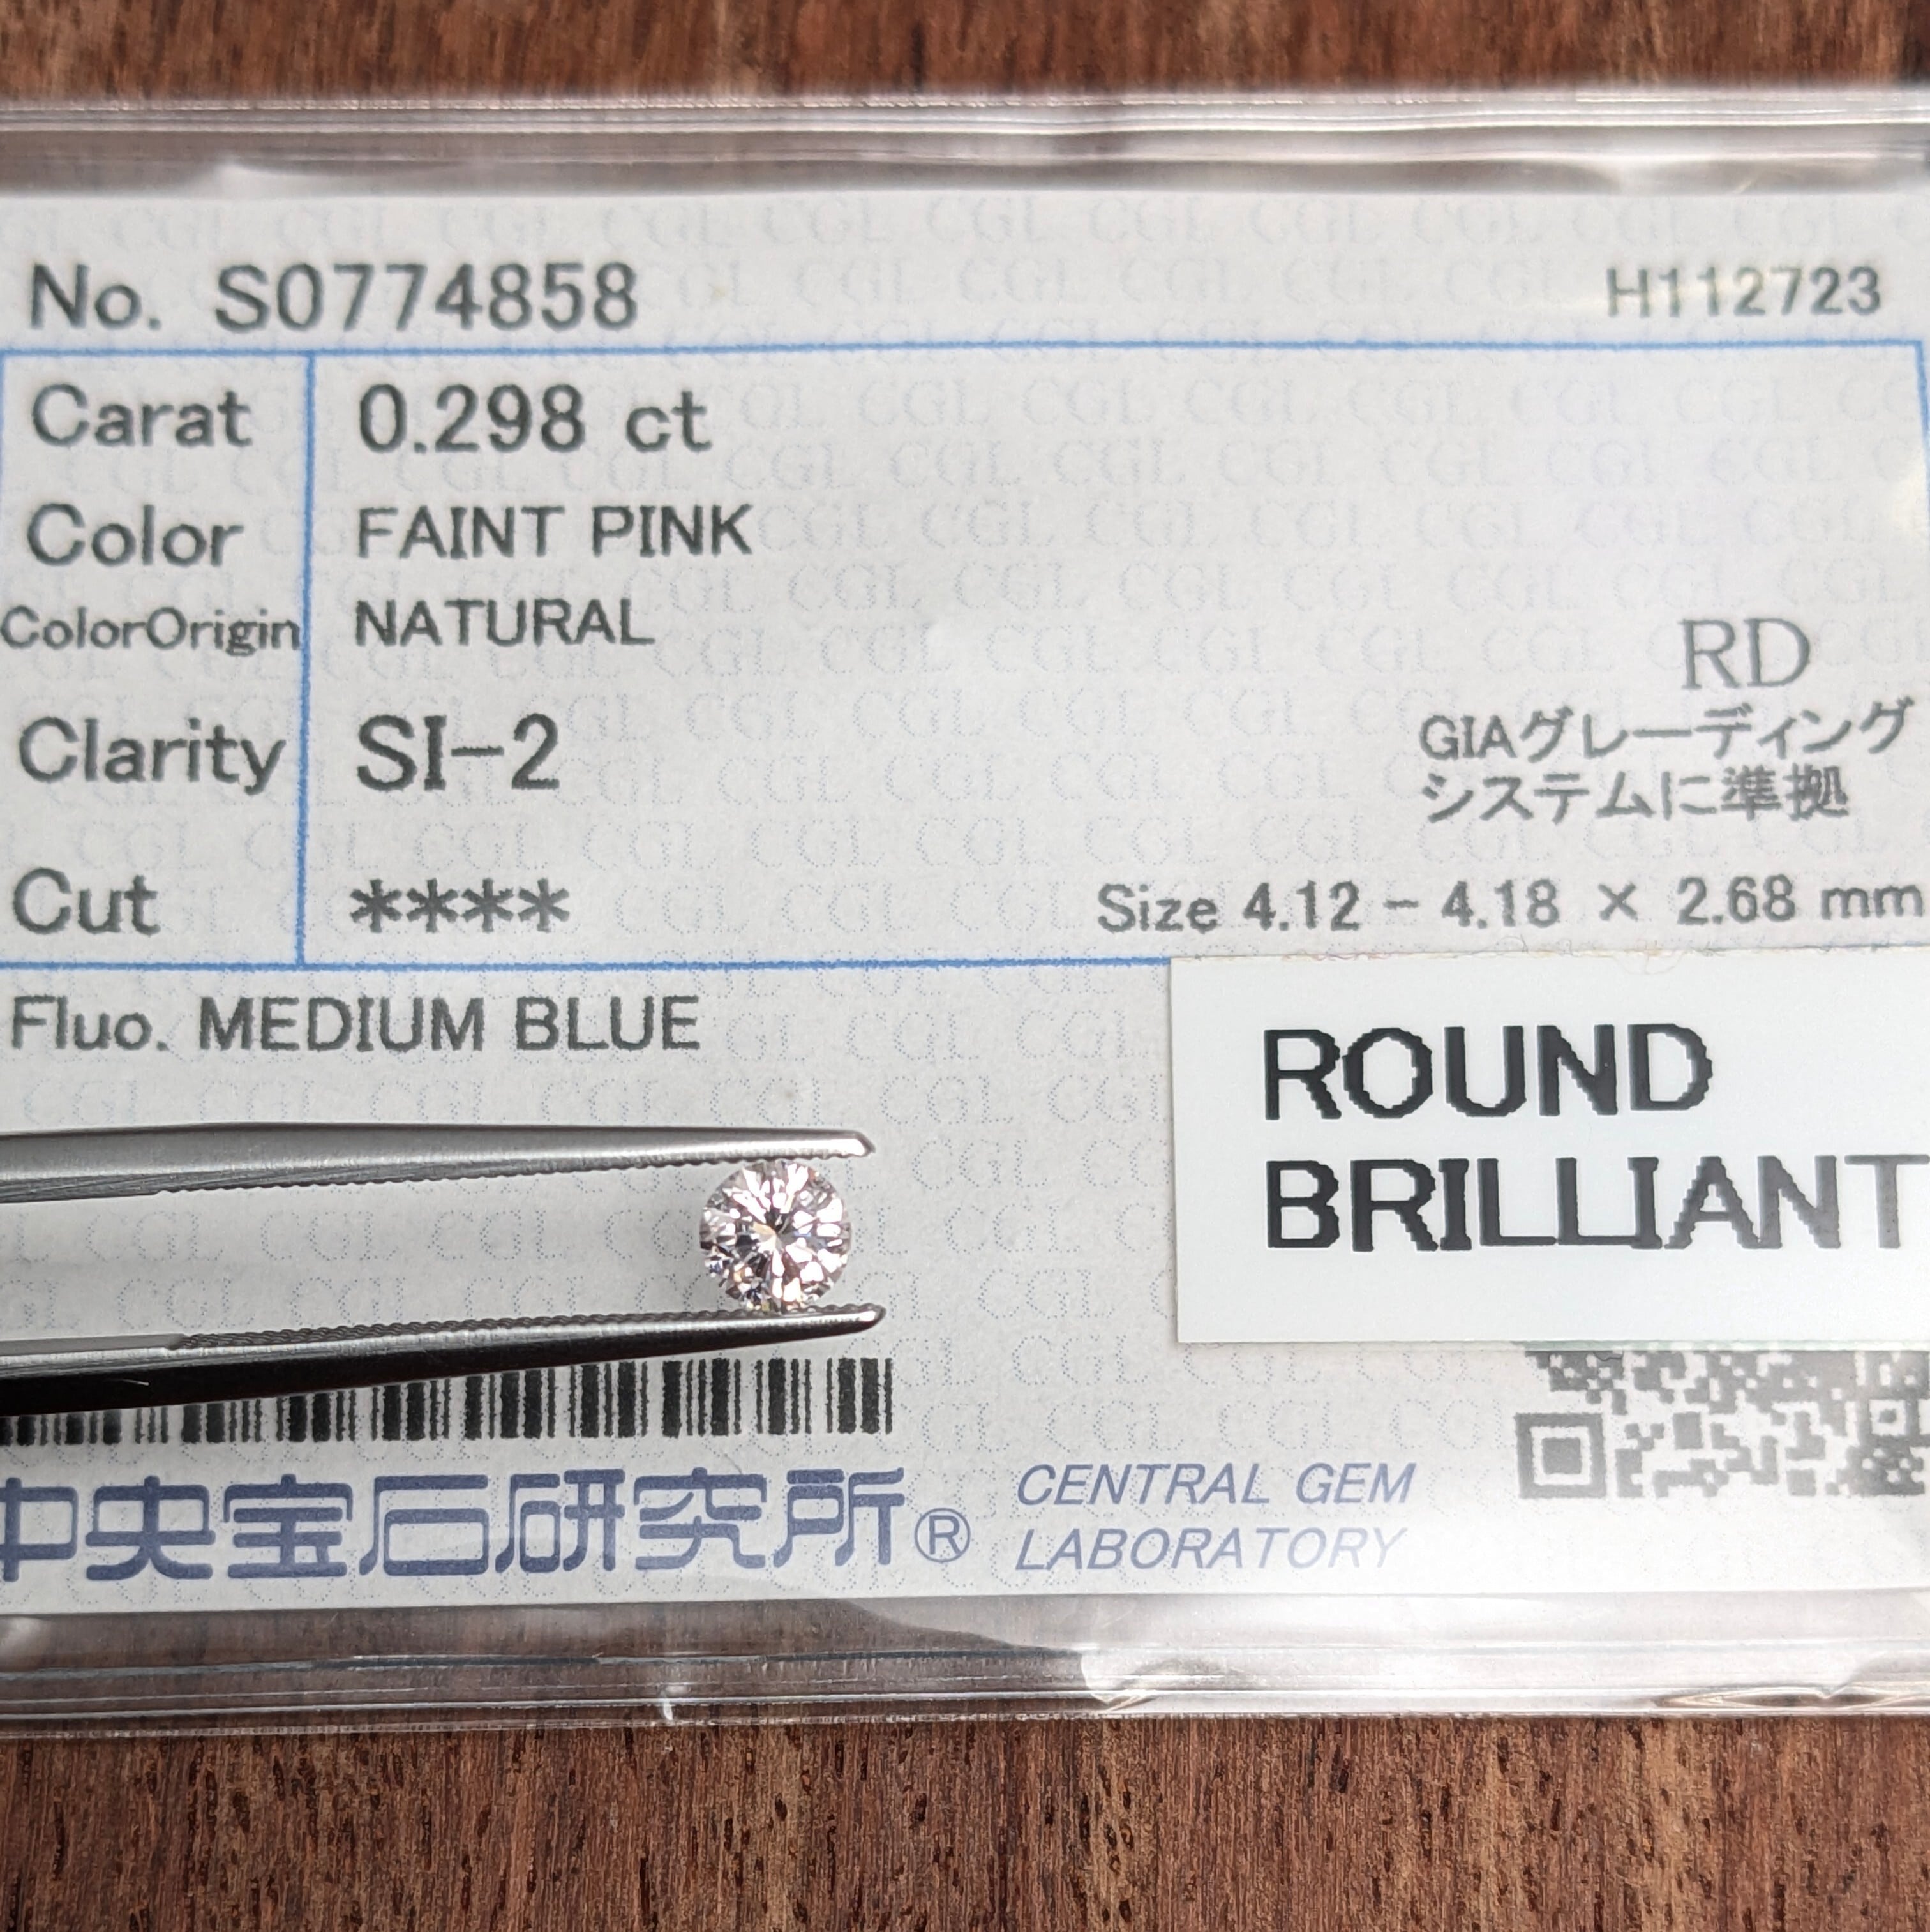 No. S0774858
H112723
Carat 0.298 ct
Color FAINT PINK
ColorOrigin NATURAL
RD
Clarity SI-2
GIAグレーディング
システムに準拠
Cut ****
Size 4.12 - 4.18 × 2.68 mm
Fluo. MEDIUM BLUE
ROUND
BRILLIANT
中央宝石研究所®
CENTRAL GEM
LABORATORY